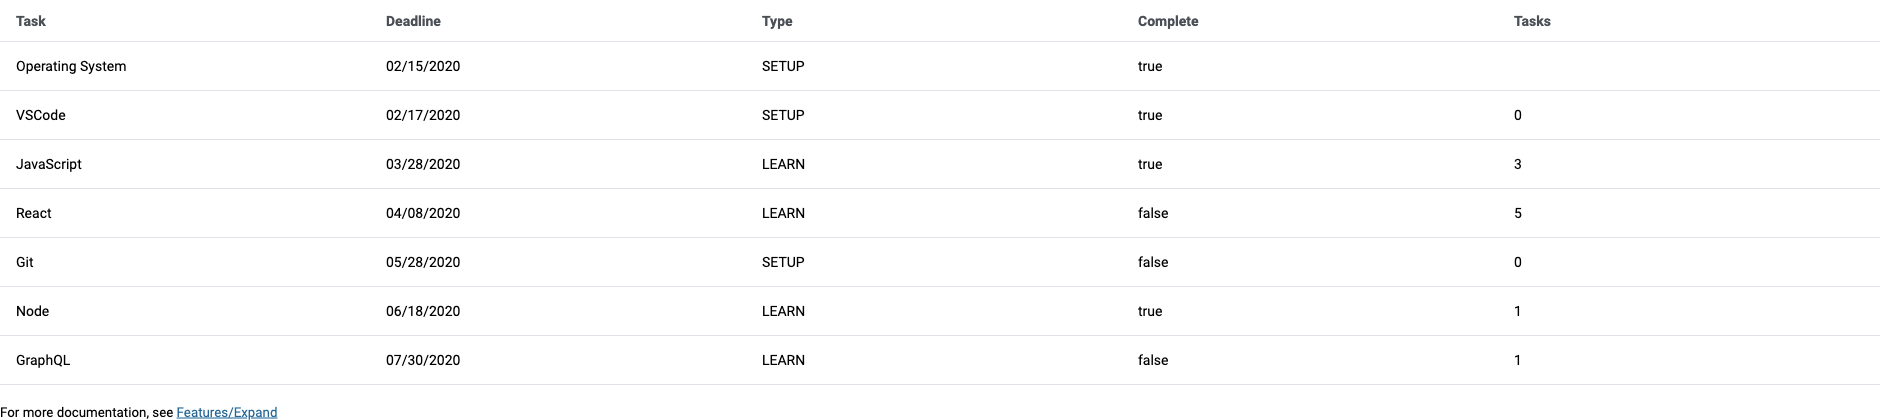 Task Deadline Type Complete Tasks
Operating System 02/15/2020 SETUP true
VSCode 02/17/2020 SETUP true 0
JavaScript 03/28/2020 LEARN true 3
React 04/08/2020 LEARN false 5
Git 05/28/2020 SETUP false 0
Node 06/18/2020 LEARN true 1
GraphQL 07/30/2020 LEARN false 1
For more documentation, see Features/Expand